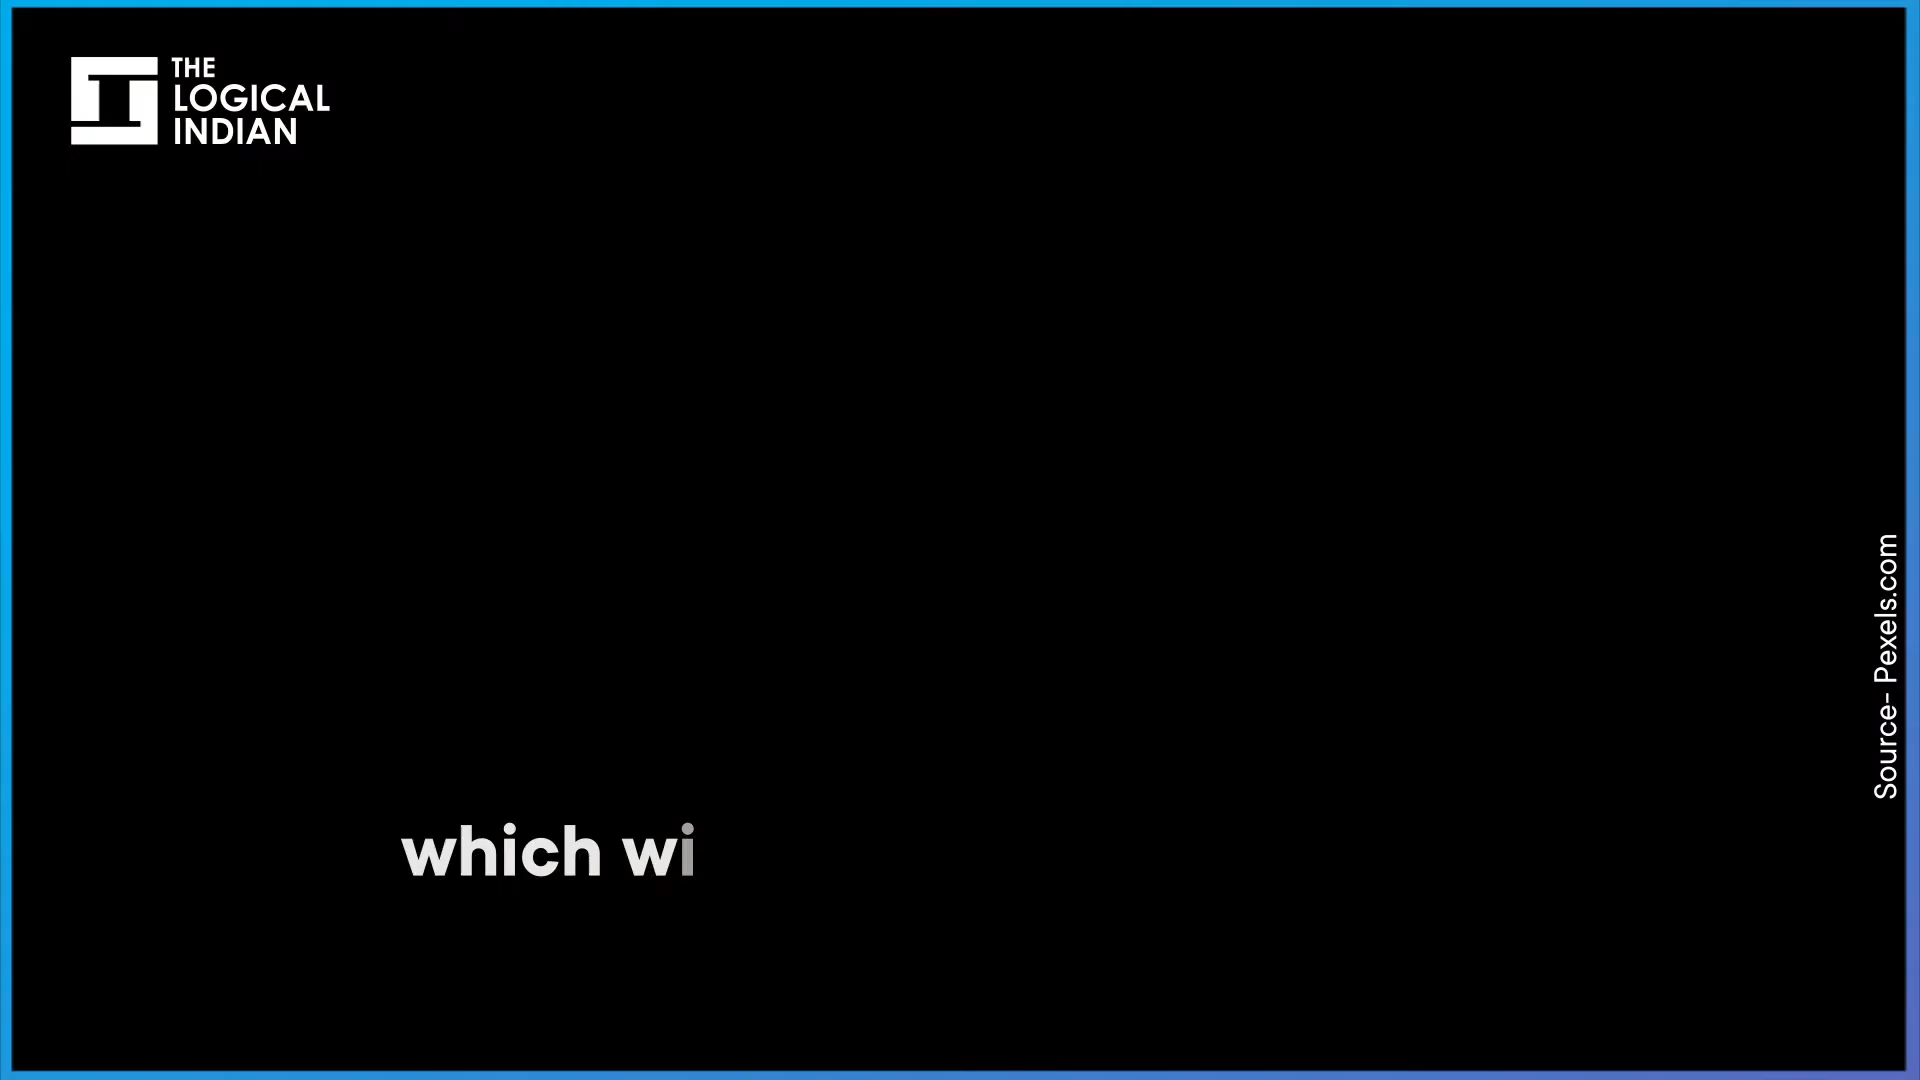 THE
LOGICAL
INDIAN
Source- Pexels.com
which wi